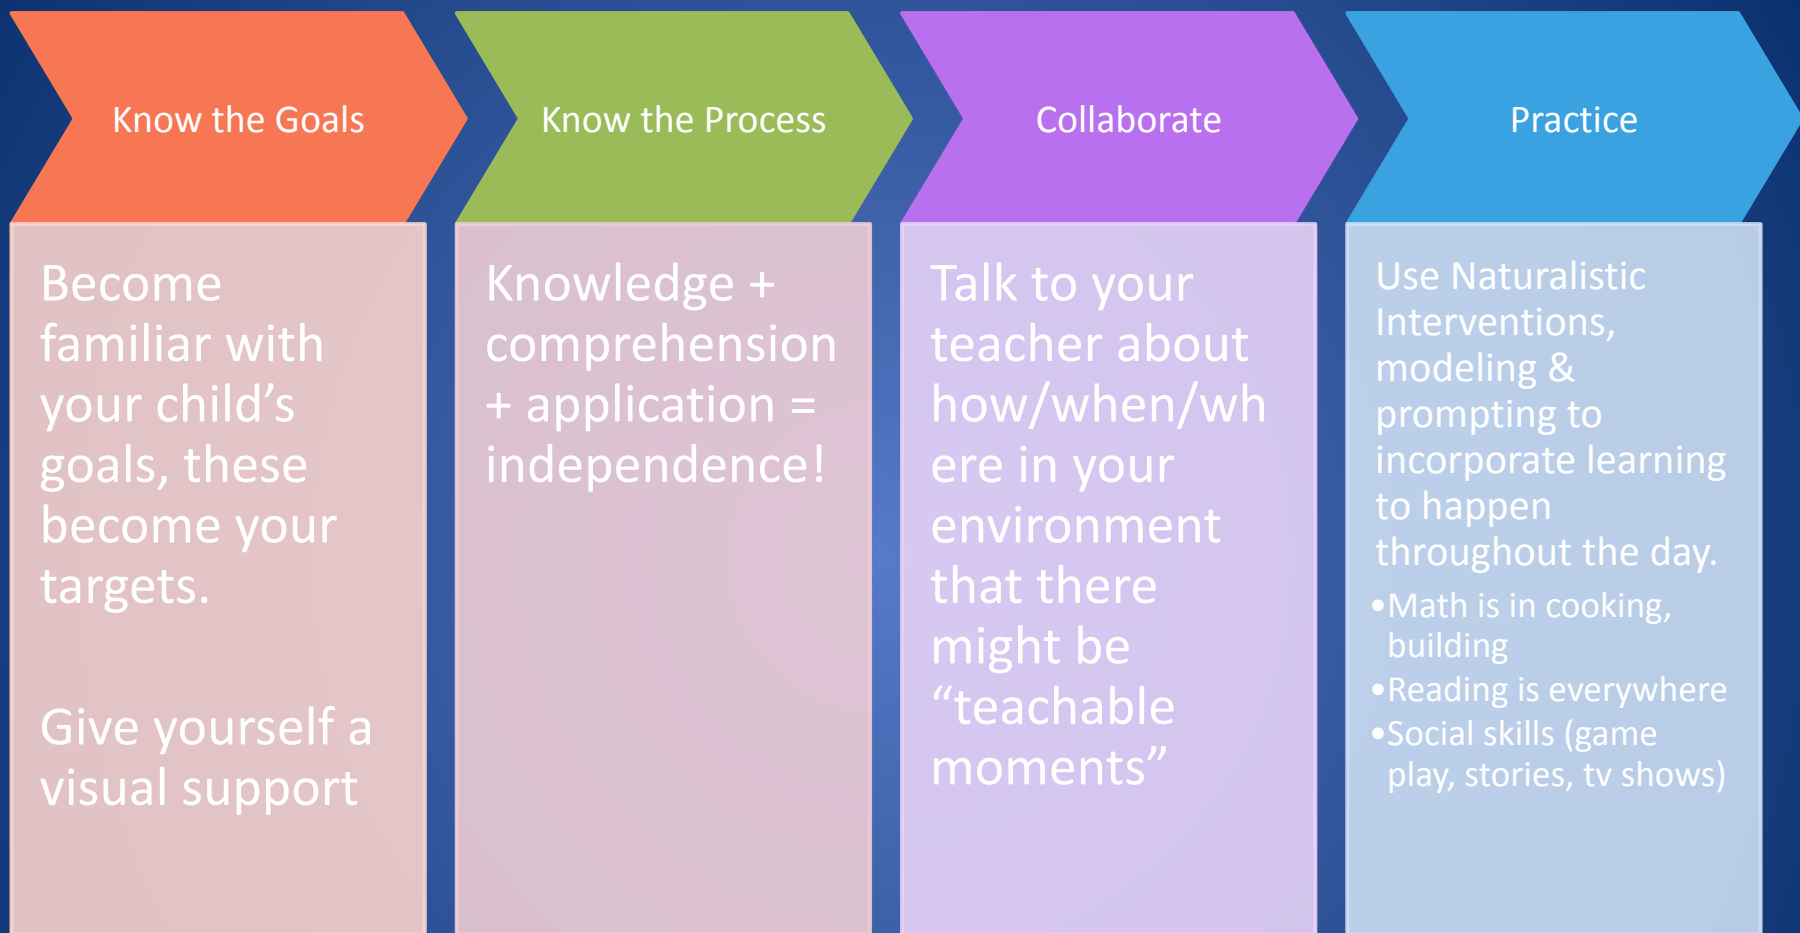 Know the Goals
Become
familiar with
your child’s
goals, these
become your
targets.
Give yourself a
visual support
Know the Process
Knowledge +
comprehension
+ application =
independence!
Collaborate
Talk to your
teacher about
how/when/wh
ere in your
environment
that there
might be
“teachable
moments”
Practice
Use Naturalistic
Interventions,
modeling &
prompting to
incorporate learning
to happen
throughout the day.
•Math is in cooking,
building
•Reading is everywhere
•Social skills (game
play, stories, tv shows)